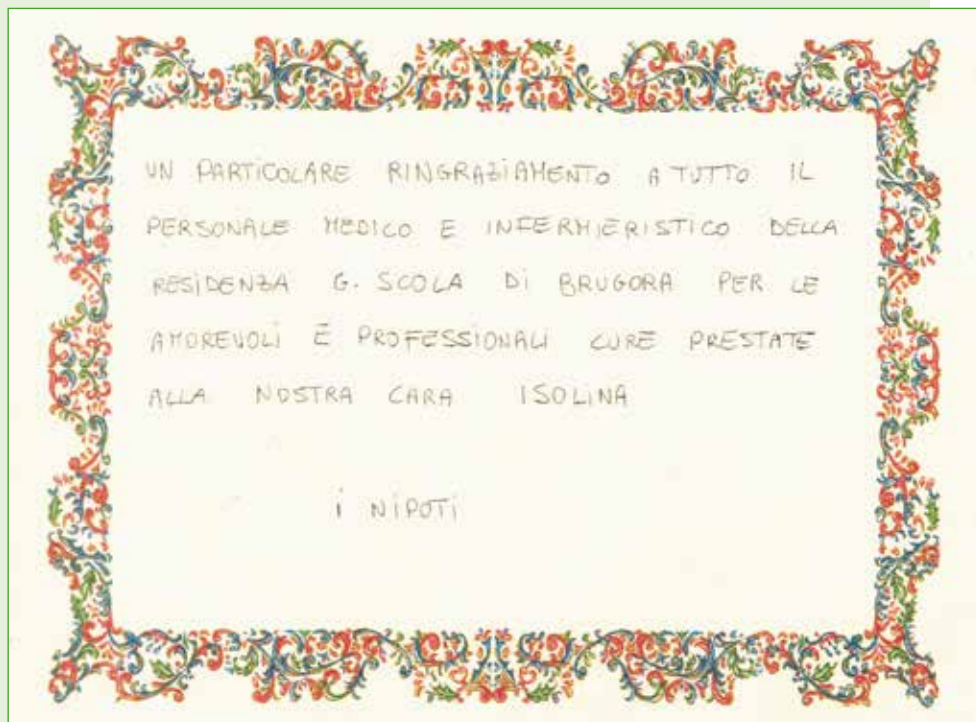 UN PARTICOLARE RINGRAZIAMENTO A TUTTO IL
PERSONALE MEDICO E INFERMIERISTICO DELLA
RESIDENZA G. SCOLA Di BRUGORA PER LE
AMOREVOLI E PROFESSIONALI CURE PRESTATE
ALLA NOSTRA CARA ISOLINA
i NiPOTi